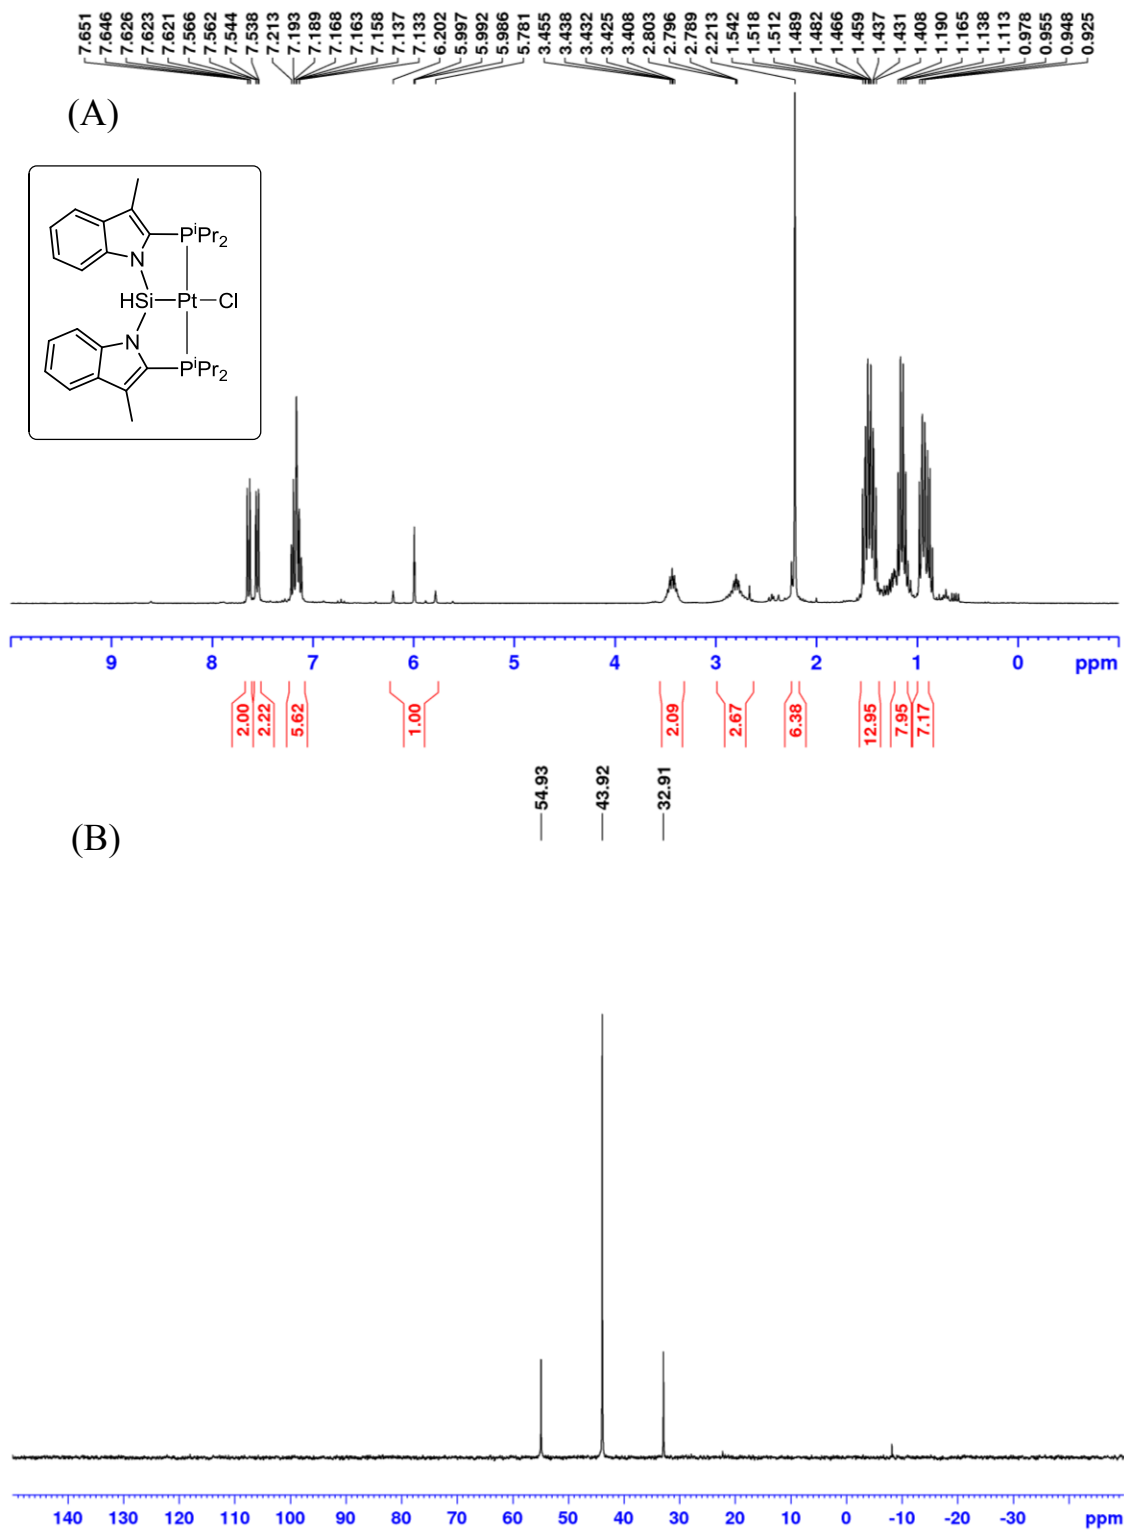 7.651 7.646 7.626 7.623 7.621 7.566 7.562 7.544 7.538 7.213 7.193 7.189 7.168 7.163 7.158 7.137 7.133 6.202 5.997 5.992 5.986 5.781 3.455 3.438 3.432 3.425 3.408 2.803 2.796 2.789 2.213 1.542 1.518 1.512 1.489 1.482 1.466 1.459 1.437 1.431 1.408 1.190 1.165 1.138 1.113 0.978 0.955 0.948 0.925
(A)
PⁱPr₂
N
HSi Pt Cl
N
PⁱPr₂
9 8 7 6 5 4 3 2 1 0 ppm
2.00 2.22 5.62 1.00 2.09 2.67 6.38 12.95 7.95 7.17
54.93 43.92 32.91
(B)
140 130 120 110 100 90 80 70 60 50 40 30 20 10 0 -10 -20 -30 ppm